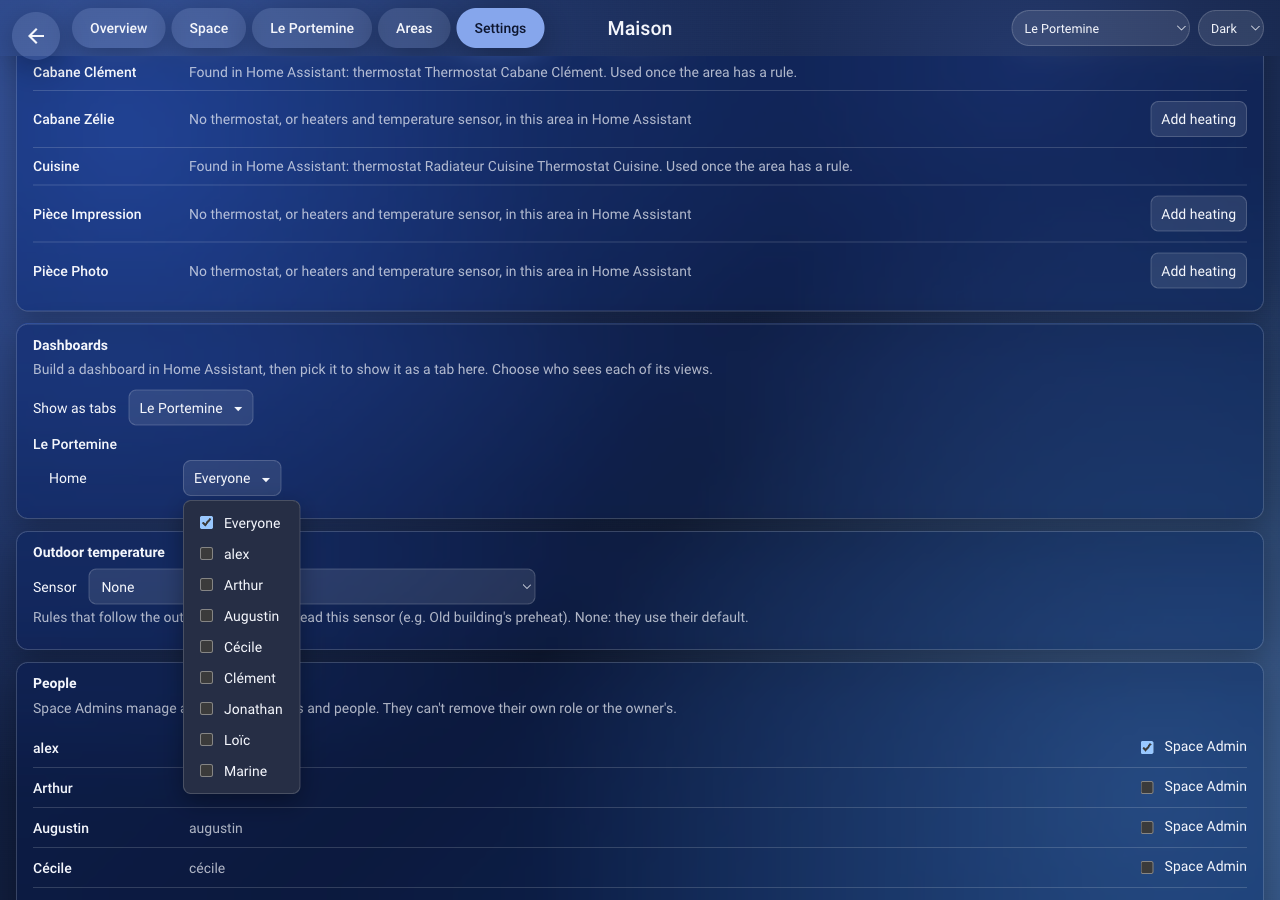 Overview
Space
Le Portemine
Areas
Settings
Maison
Le Portemine
Dark
Cabane Clément
Found in Home Assistant: thermostat Thermostat Cabane Clément. Used once the area has a rule.
Cabane Zélie
No thermostat, or heaters and temperature sensor, in this area in Home Assistant
Add heating
Cuisine
Found in Home Assistant: thermostat Radiateur Cuisine Thermostat Cuisine. Used once the area has a rule.
Pièce Impression
No thermostat, or heaters and temperature sensor, in this area in Home Assistant
Add heating
Pièce Photo
No thermostat, or heaters and temperature sensor, in this area in Home Assistant
Add heating
Dashboards
Build a dashboard in Home Assistant, then pick it to show it as a tab here. Choose who sees each of its views.
Show as tabs
Le Portemine
Le Portemine
Home
Everyone
Everyone
alex
Arthur
Augustin
Cécile
Clément
Jonathan
Loïc
Marine
Outdoor temperature
Sensor
None
Rules that follow the out
ead this sensor (e.g. Old building's preheat). None: they use their default.
People
Space Admins manage
s and people. They can't remove their own role or the owner's.
alex
Space Admin
Arthur
Space Admin
Augustin
augustin
Space Admin
Cécile
cécile
Space Admin